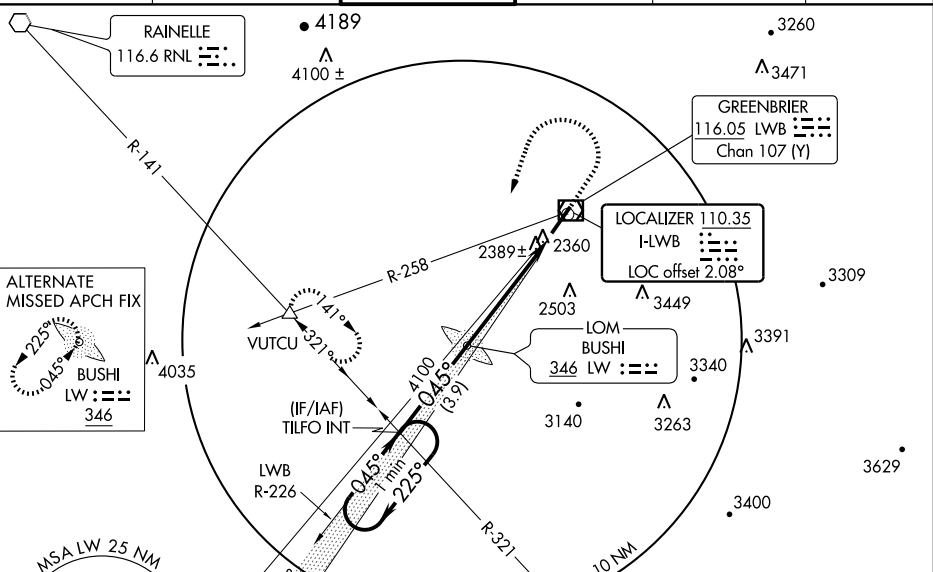 4189
RAINELLE
116.6 RNL
4100 ±
3260
3471
GREENBRIER
116.05 LWB
Chan 107 (Y)
R-141
LOCALIZER 110.35
I-LWB
LOC offset 2.08°
2389±
2360
R-258
2503
3449
3309
ALTERNATE
MISSED APCH FIX
225°
045°
BUSHI
LW
346
4035
VUTCU
141°
321°
LOM
BUSHI
346 LW
3391
3340
4100
045°
(3.9)
(IF/IAF)
TILFO INT
3140
3263
LWB
R-226
045°
1 min
225°
3629
3400
R-321
MSA LW 25 NM
10 NM